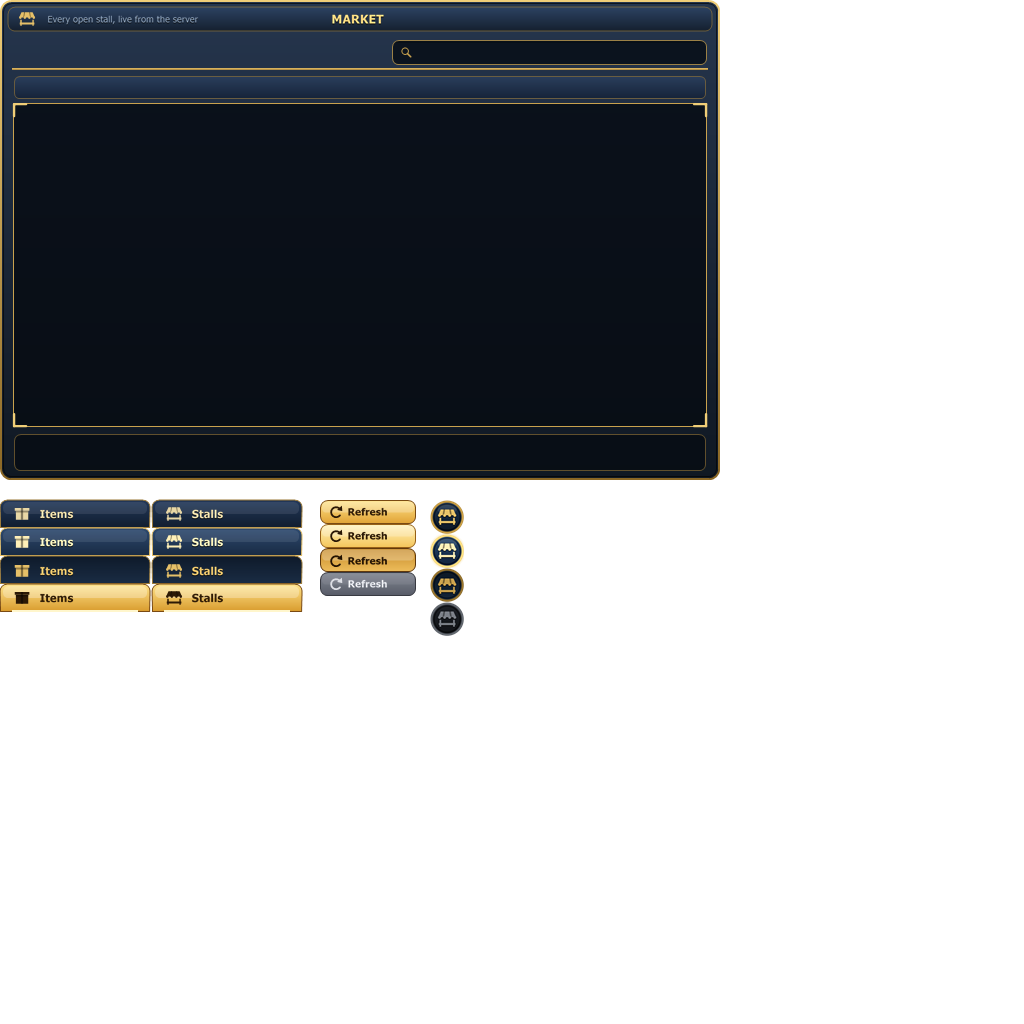 Every open stall, live from the server
MARKET
Items
Stalls
Refresh
Items
Stalls
Refresh
Items
Stalls
Refresh
Items
Stalls
Refresh